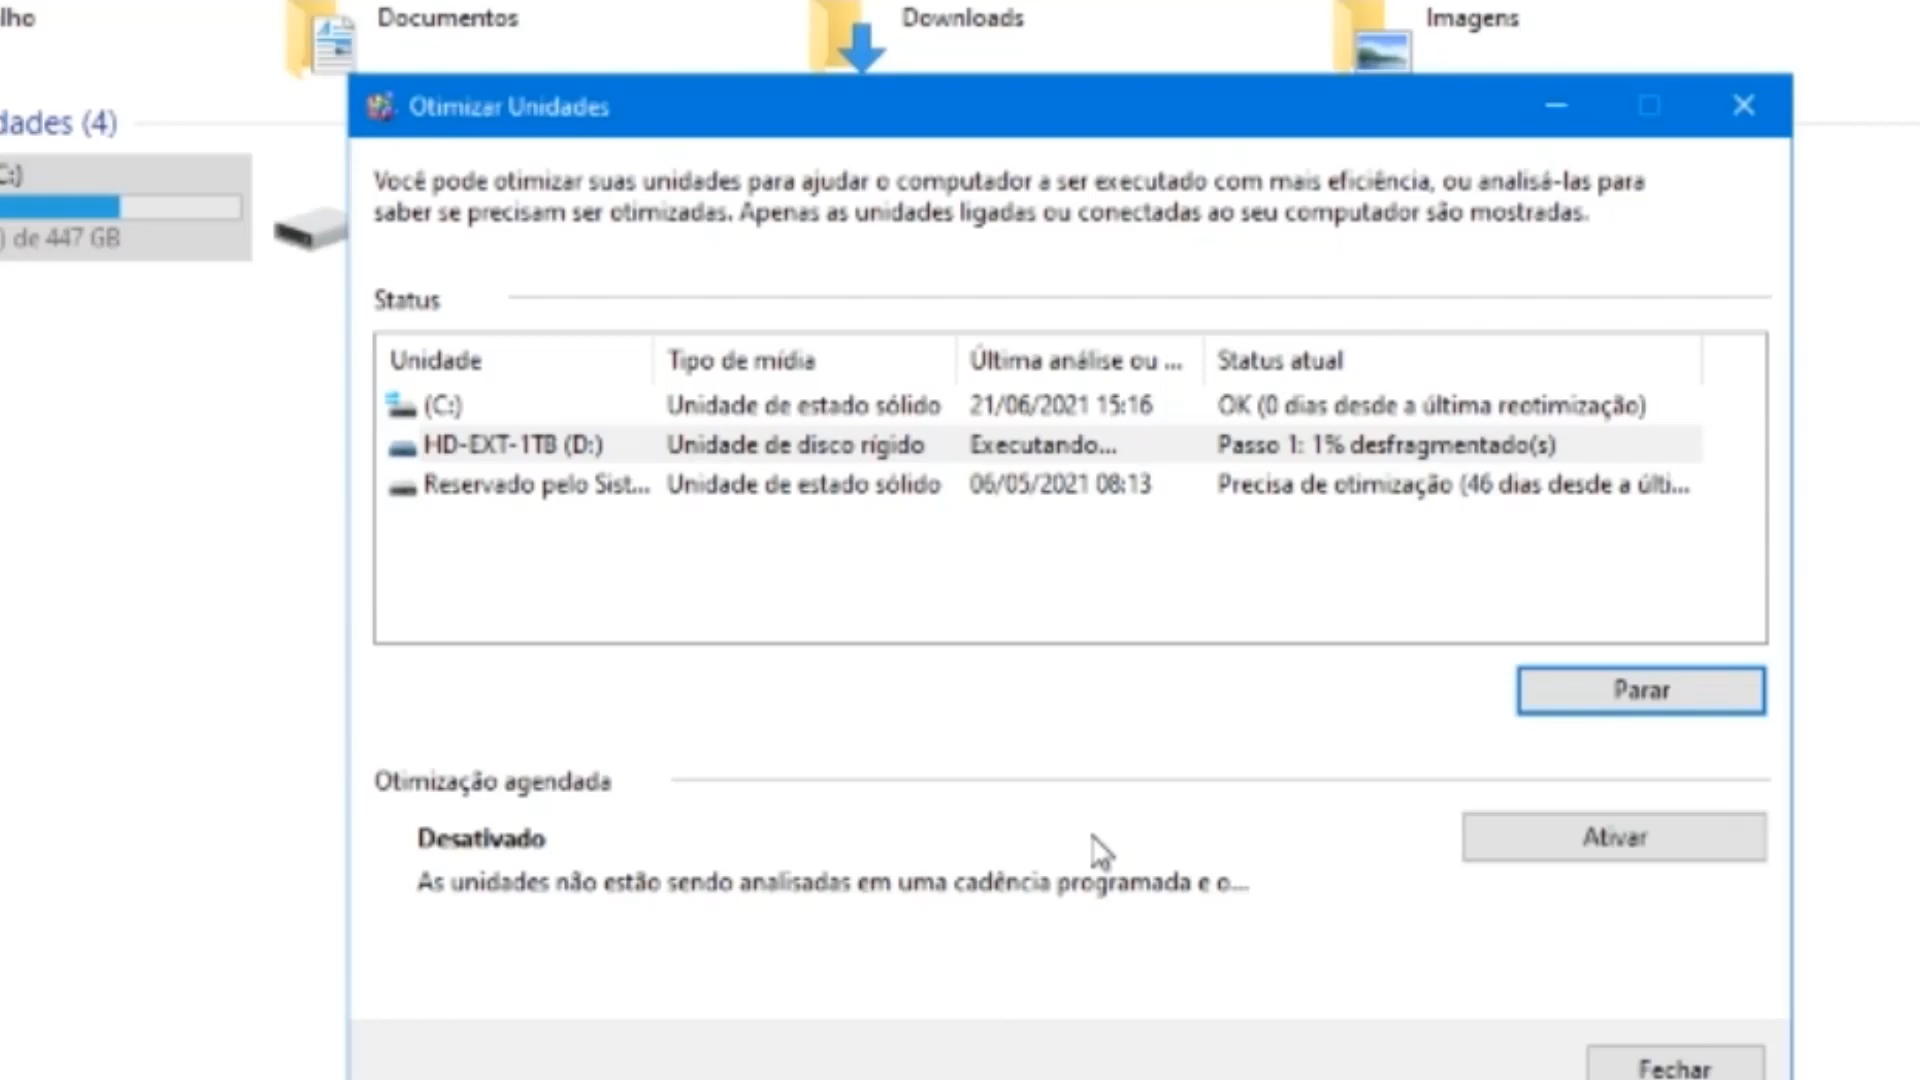 lho
Documentos
Downloads
Imagens
dades (4)
C:)
) de 447 GB
Otimizar Unidades
Você pode otimizar suas unidades para ajudar o computador a ser executado com mais eficiência, ou analisá-las para
saber se precisam ser otimizadas. Apenas as unidades ligadas ou conectadas ao seu computador são mostradas.
Status
Unidade Tipo de mídia Última análise ou ... Status atual
(C:) Unidade de estado sólido 21/06/2021 15:16 OK (0 dias desde a última reotimização)
HD-EXT-1TB (D:) Unidade de disco rígido Executando... Passo 1: 1% desfragmentado(s)
Reservado pelo Sist... Unidade de estado sólido 06/05/2021 08:13 Precisa de otimização (46 dias desde a últi...
Parar
Otimização agendada
Desativado
Ativar
As unidades não estão sendo analisadas em uma cadência programada e o...
Fechar